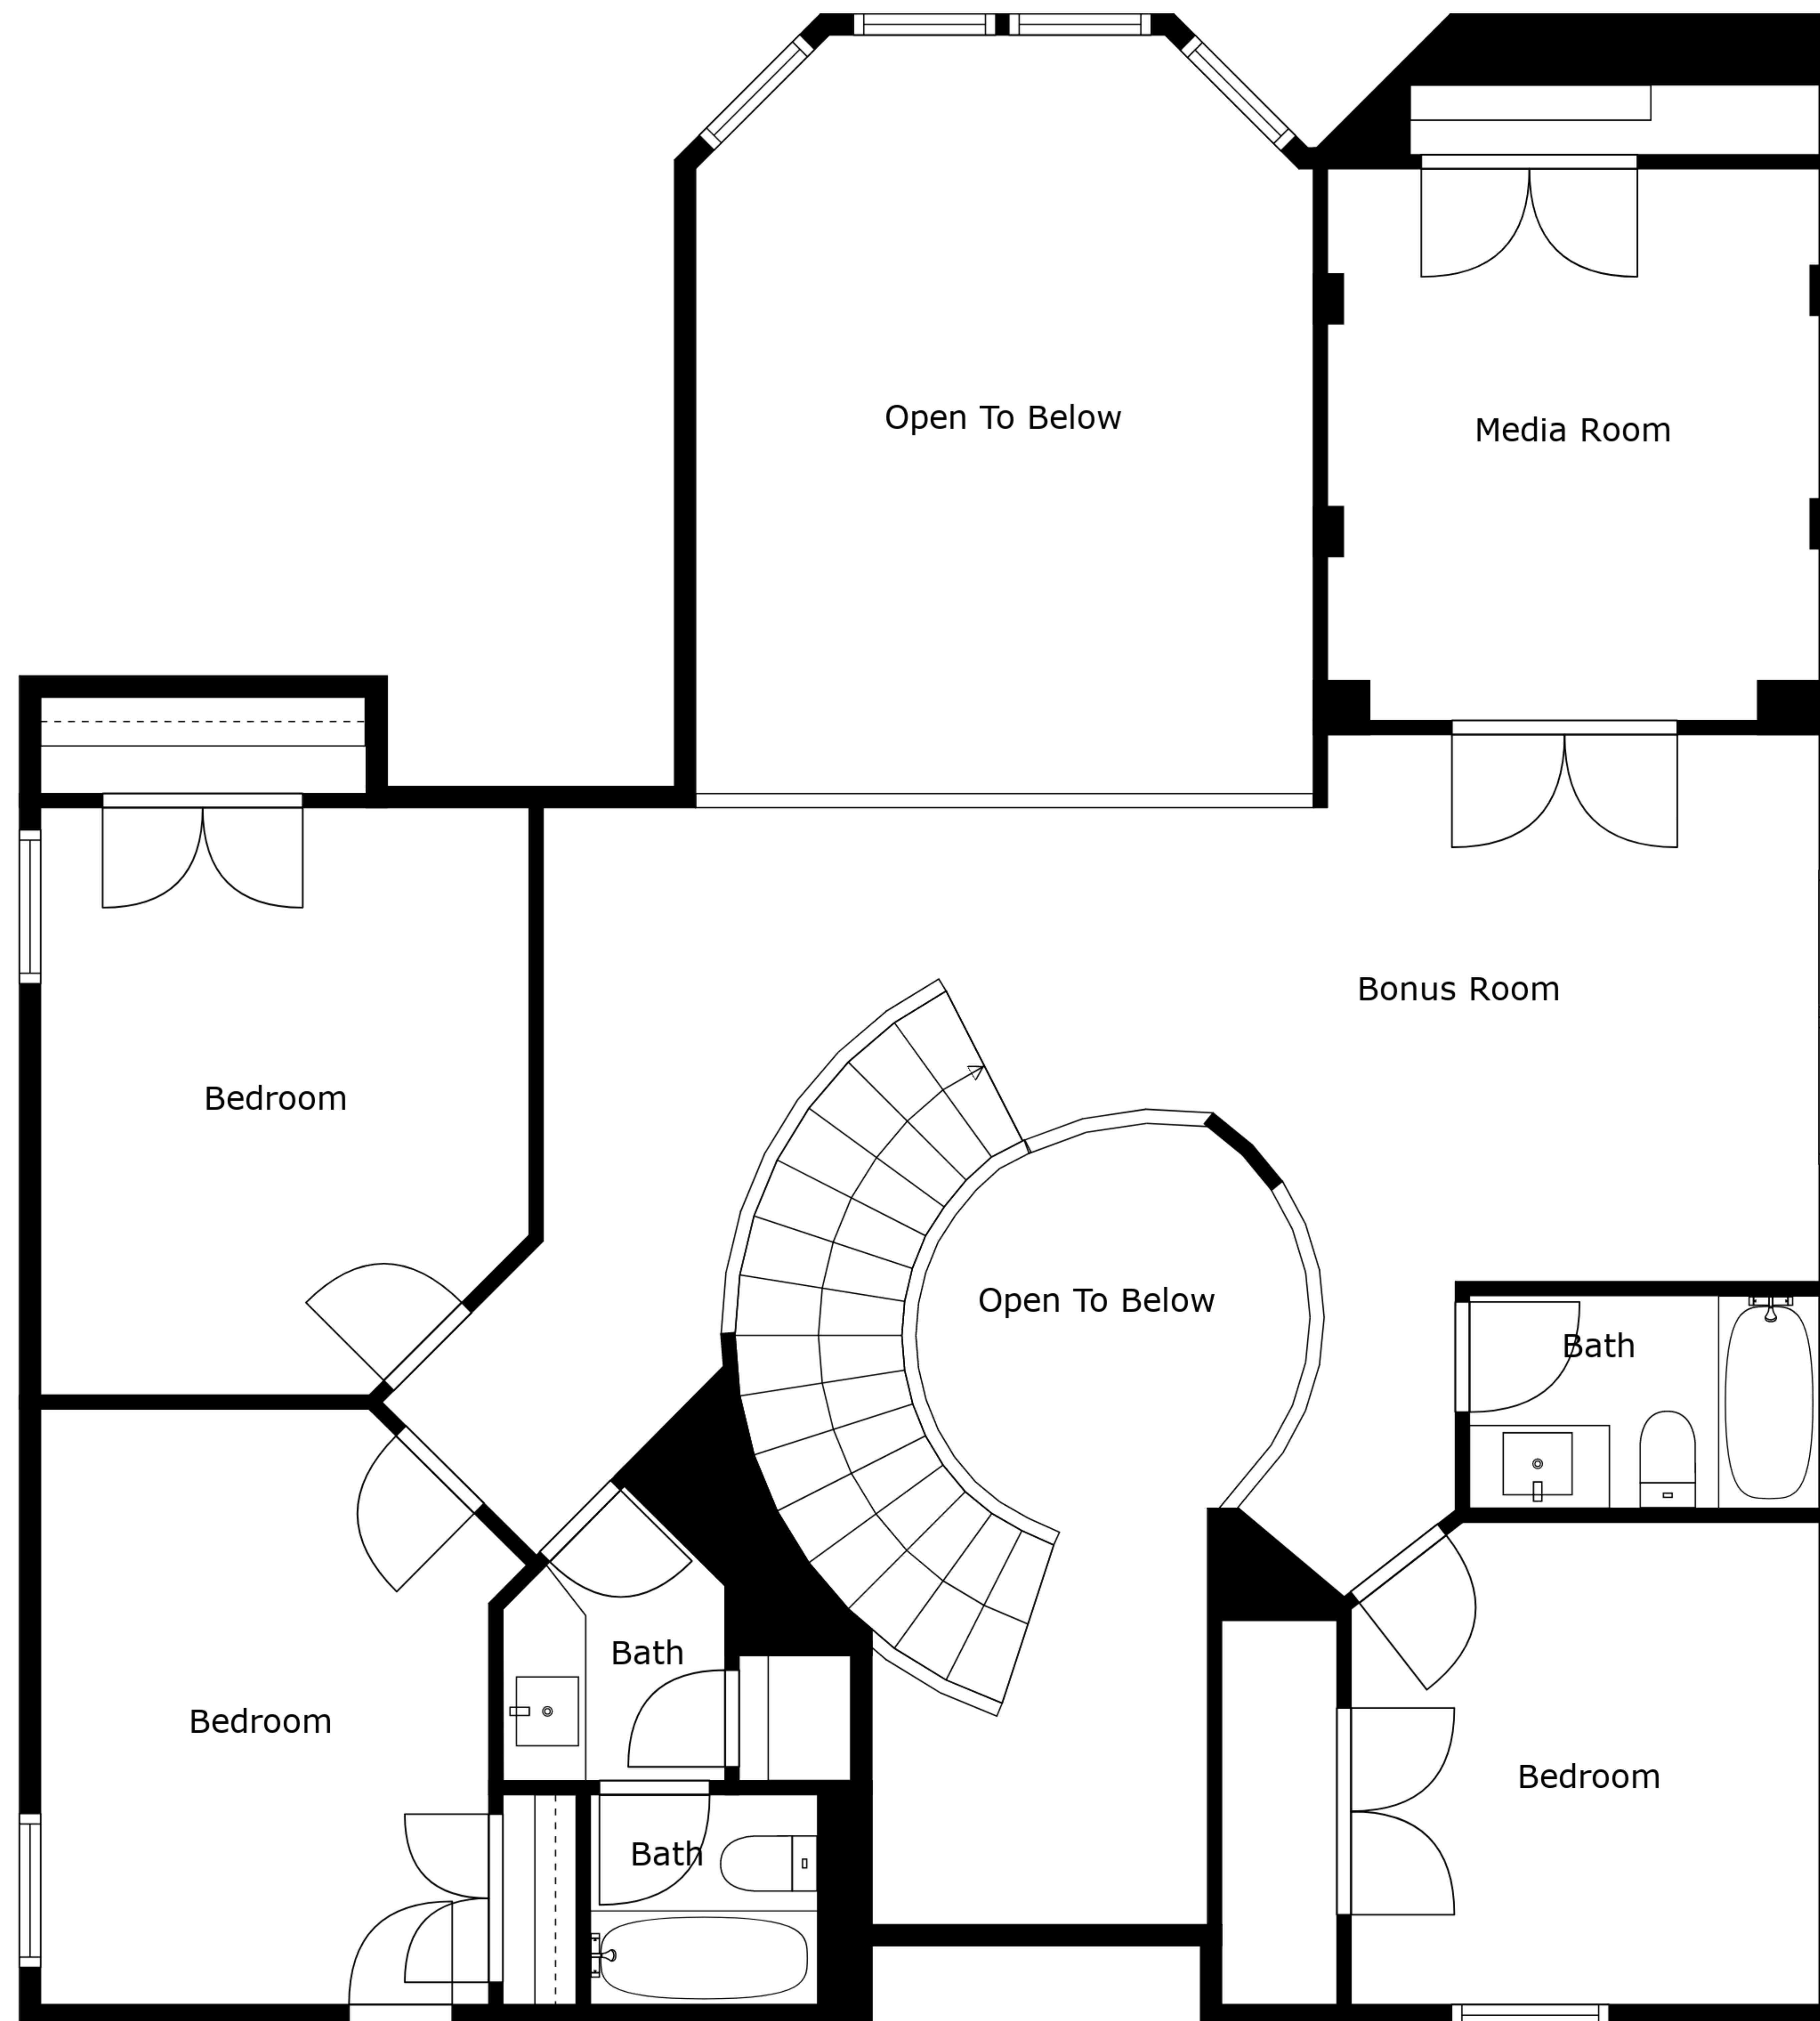 Open To Below
Media Room
Bonus Room
Bedroom
Open To Below
Bath
Bath
Bedroom
Bedroom
Bath